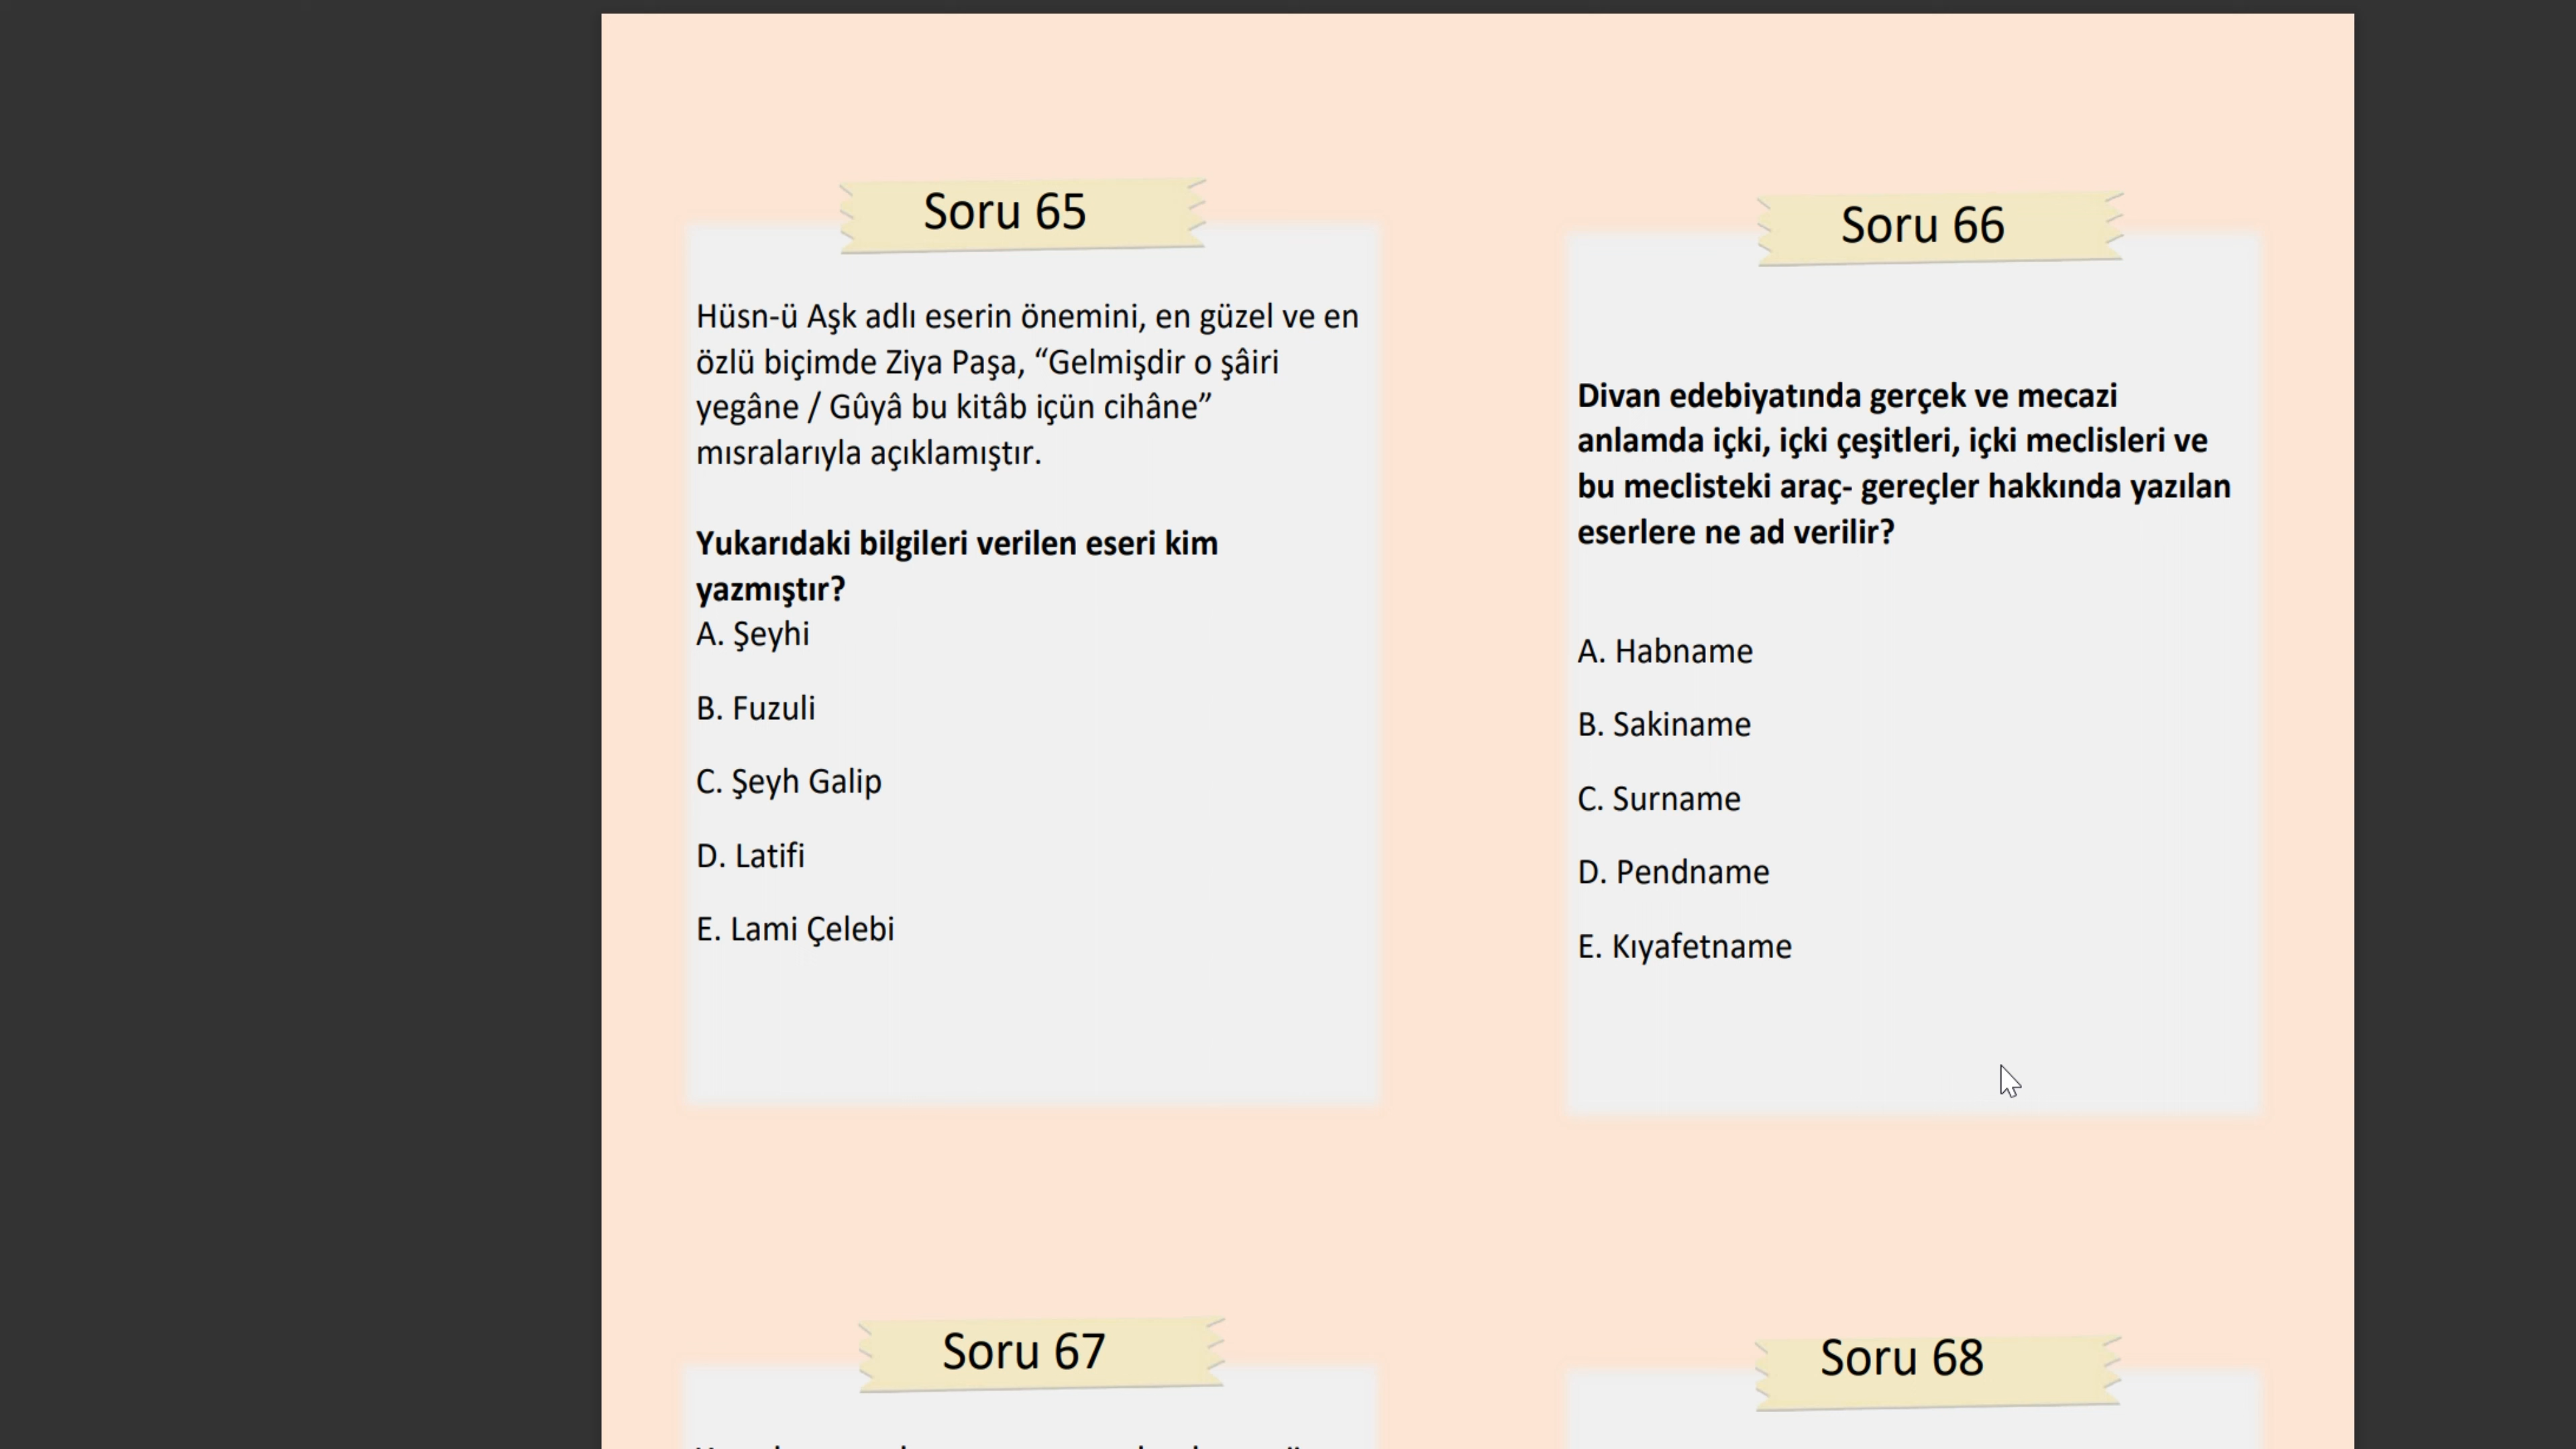 Soru 65
Hüsn-ü Aşk adlı eserin önemini, en güzel ve en
özlü biçimde Ziya Paşa, “Gelmişdir o şâiri
yegâne / Gûyâ bu kitâb içün cihâne”
mısralarıyla açıklamıştır.
Yukarıdaki bilgileri verilen eseri kim
yazmıştır?
A. Şeyhi
B. Fuzuli
C. Şeyh Galip
D. Latifi
E. Lami Çelebi
Soru 66
Divan edebiyatında gerçek ve mecazi
anlamda içki, içki çeşitleri, içki meclisleri ve
bu meclisteki araç- gereçler hakkında yazılan
eserlere ne ad verilir?
A. Habname
B. Sakiname
C. Surname
D. Pendname
E. Kıyafetname
Soru 67
Soru 68